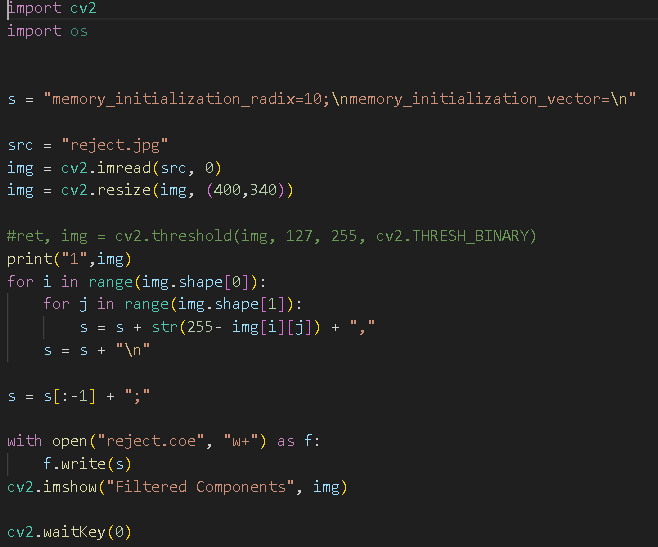 import cv2
import os
s = "memory_initialization_radix=10;\nmemory_initialization_vector=\n"
src = "reject.jpg"
img = cv2.imread(src, 0)
img = cv2.resize(img, (400,340))
#ret, img = cv2.threshold(img, 127, 255, cv2.THRESH_BINARY)
print("1",img)
for i in range(img.shape[0]):
    for j in range(img.shape[1]):
        s = s + str(255- img[i][j]) + ","
    s = s + "\n"
s = s[:-1] + ";"
with open("reject.coe", "w+") as f:
    f.write(s)
cv2.imshow("Filtered Components", img)
cv2.waitKey(0)